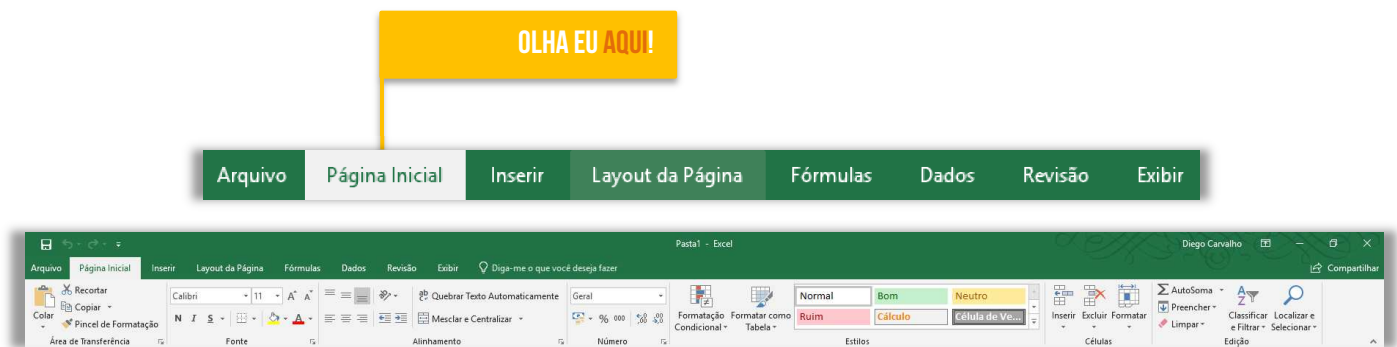 OLHA EU AQUI!
Arquivo Página Inicial Inserir Layout da Página Fórmulas Dados Revisão Exibir
Pasta1 - Excel Diego Carvalho
Arquivo Página Inicial Inserir Layout da Página Fórmulas Dados Revisão Exibir Diga-me o que você deseja fazer Compartilhar
Colar
Recortar
Copiar
Pincel de Formatação
Área de Transferência
Calibri 11
N I S
Fonte
Quebrar Texto Automaticamente
Mesclar e Centralizar
Alinhamento
Geral
% 000
Número
Formatação Condicional
Formatar como Tabela
Normal Bom Neutro
Ruim Cálculo Célula de Ve...
Estilos
Inserir Excluir Formatar
Células
AutoSoma
Preencher
Limpar
Classificar e Filtrar
Localizar e Selecionar
Edição